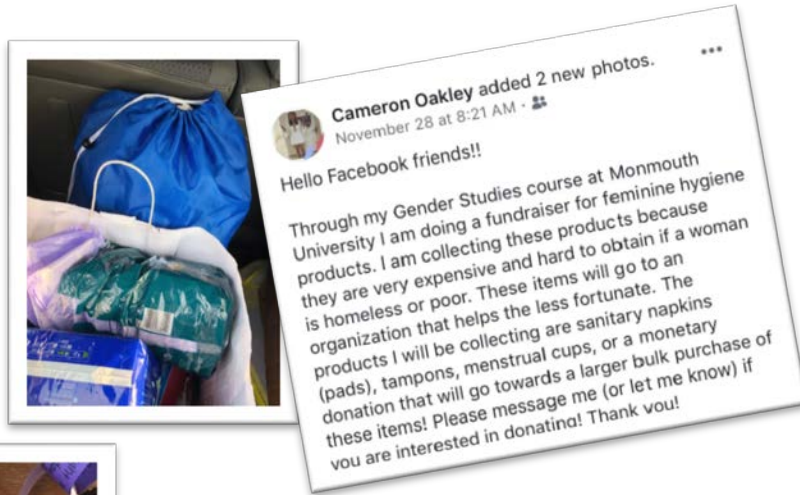 Cameron Oakley added 2 new photos.
November 28 at 8:21 AM ·
Hello Facebook friends!!
Through my Gender Studies course at Monmouth
University I am doing a fundraiser for feminine hygiene
products. I am collecting these products because
they are very expensive and hard to obtain if a woman
is homeless or poor. These items will go to an
organization that helps the less fortunate. The
products I will be collecting are sanitary napkins
(pads), tampons, menstrual cups, or a monetary
donation that will go towards a larger bulk purchase of
these items! Please message me (or let me know) if
you are interested in donating! Thank you!